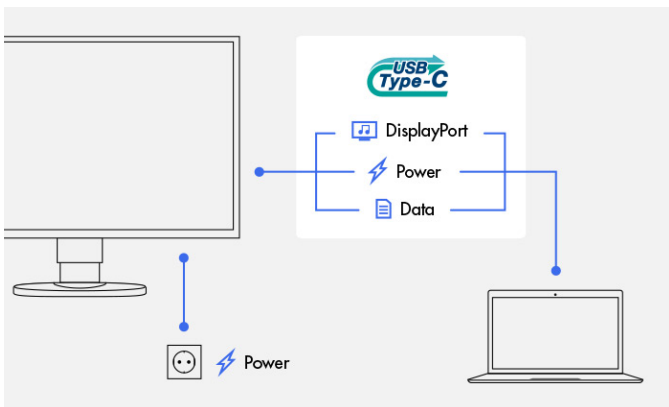 USB
Type-C
DisplayPort
Power
Data
Power